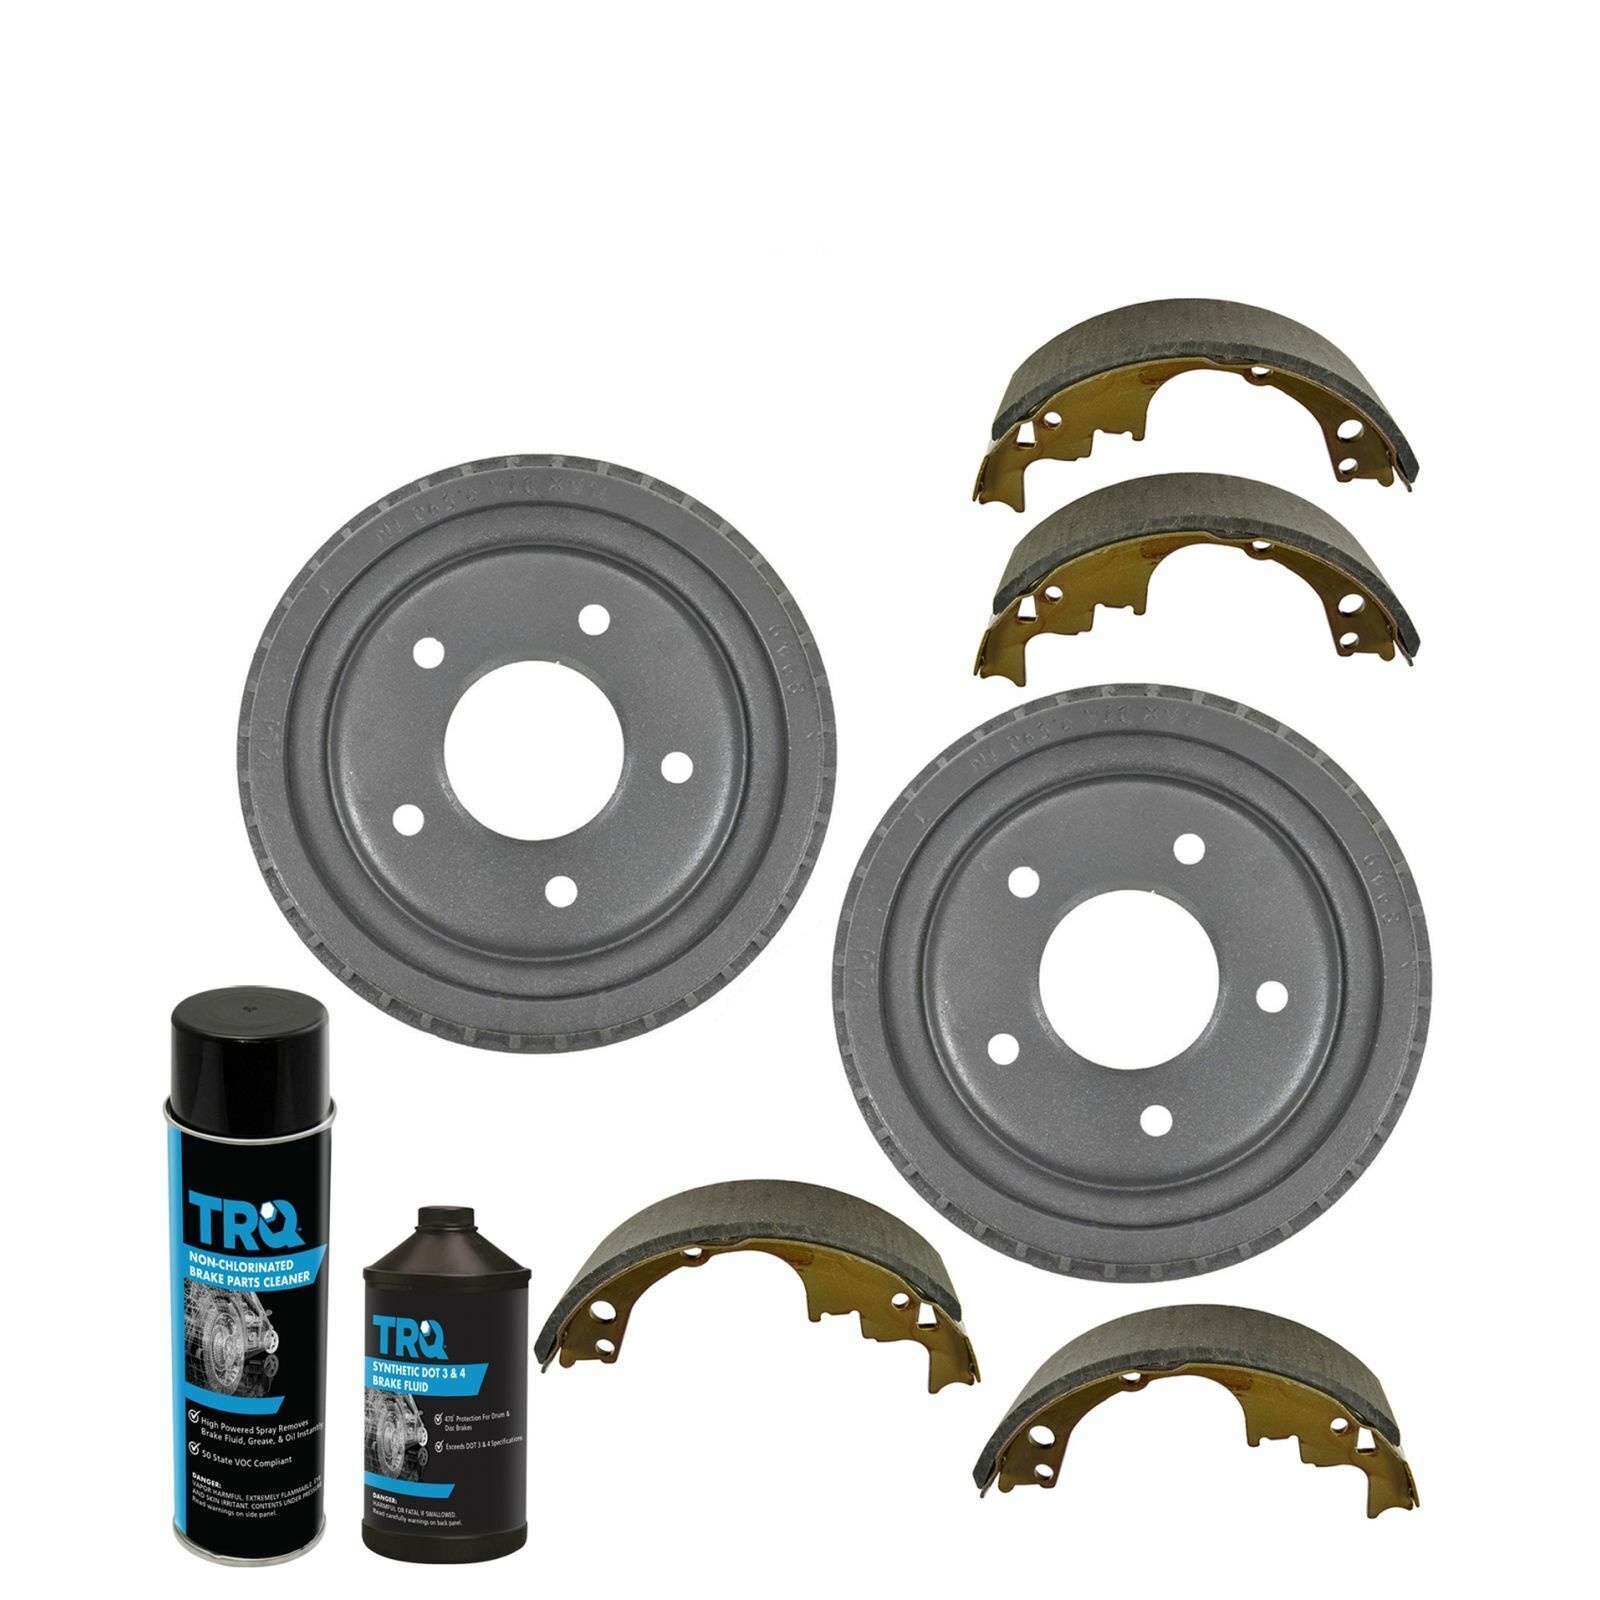 MAX DIA
TRQ
NON-CHLORINATED
BRAKE PARTS CLEANER
High Powered Spray Removes
Brake Fluid, Grease, & Oil Instantly
50 State VOC Compliant
DANGER:
VAPOR HARMFUL. EXTREMELY FLAMMABLE. EYE
AND SKIN IRRITANT. CONTENTS UNDER PRESSURE.
Read warnings on side panel.
TRQ
SYNTHETIC DOT 3 & 4
BRAKE FLUID
470° Protection For Drum &
Disc Brakes
Exceeds DOT 3 & 4 Specifications
DANGER:
HARMFUL OR FATAL IF SWALLOWED.
Read carefully warnings on back panel.
MAX DIA